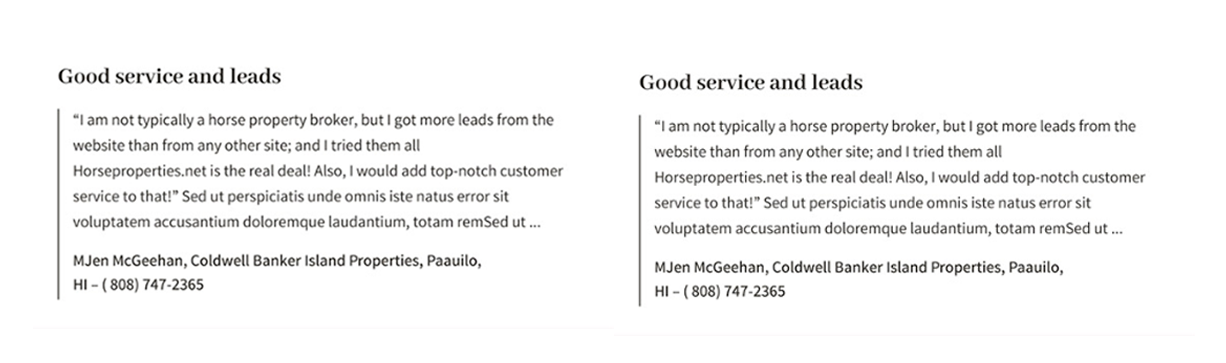 Good service and leads
“I am not typically a horse property broker, but I got more leads from the
website than from any other site; and I tried them all
Horseproperties.net is the real deal! Also, I would add top-notch customer
service to that!” Sed ut perspiciatis unde omnis iste natus error sit
voluptatem accusantium doloremque laudantium, totam remSed ut ...
MJen McGeehan, Coldwell Banker Island Properties, Paauilo,
HI – ( 808) 747-2365
Good service and leads
“I am not typically a horse property broker, but I got more leads from the
website than from any other site; and I tried them all
Horseproperties.net is the real deal! Also, I would add top-notch customer
service to that!” Sed ut perspiciatis unde omnis iste natus error sit
voluptatem accusantium doloremque laudantium, totam remSed ut ...
MJen McGeehan, Coldwell Banker Island Properties, Paauilo,
HI – ( 808) 747-2365